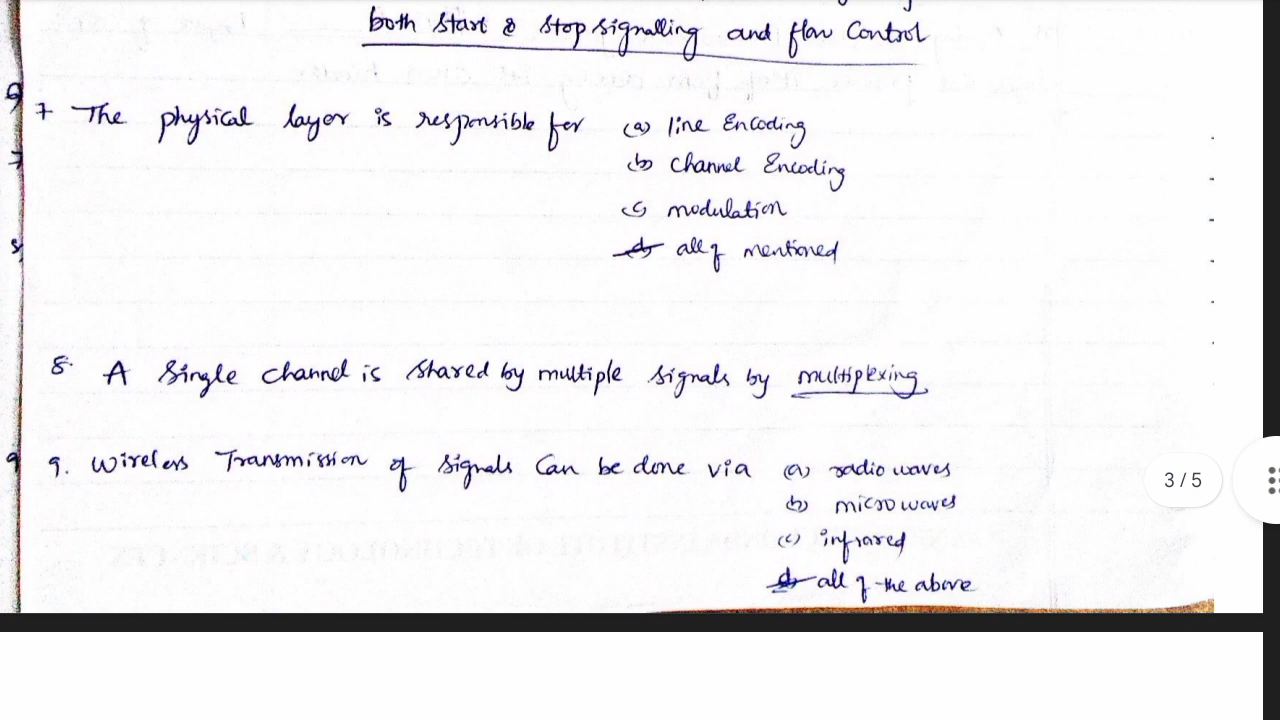 both start & stop signalling and flow control
7 The physical layer is responsible for (a) line Encoding
(b) channel Encoding
(c) modulation
(d) all of mentioned
8. A single channel is shared by multiple signals by multiplexing
9. Wireless Transmission of signals can be done via (a) radio waves
(b) microwaves
(c) infrared
(d) all of the above
3 / 5